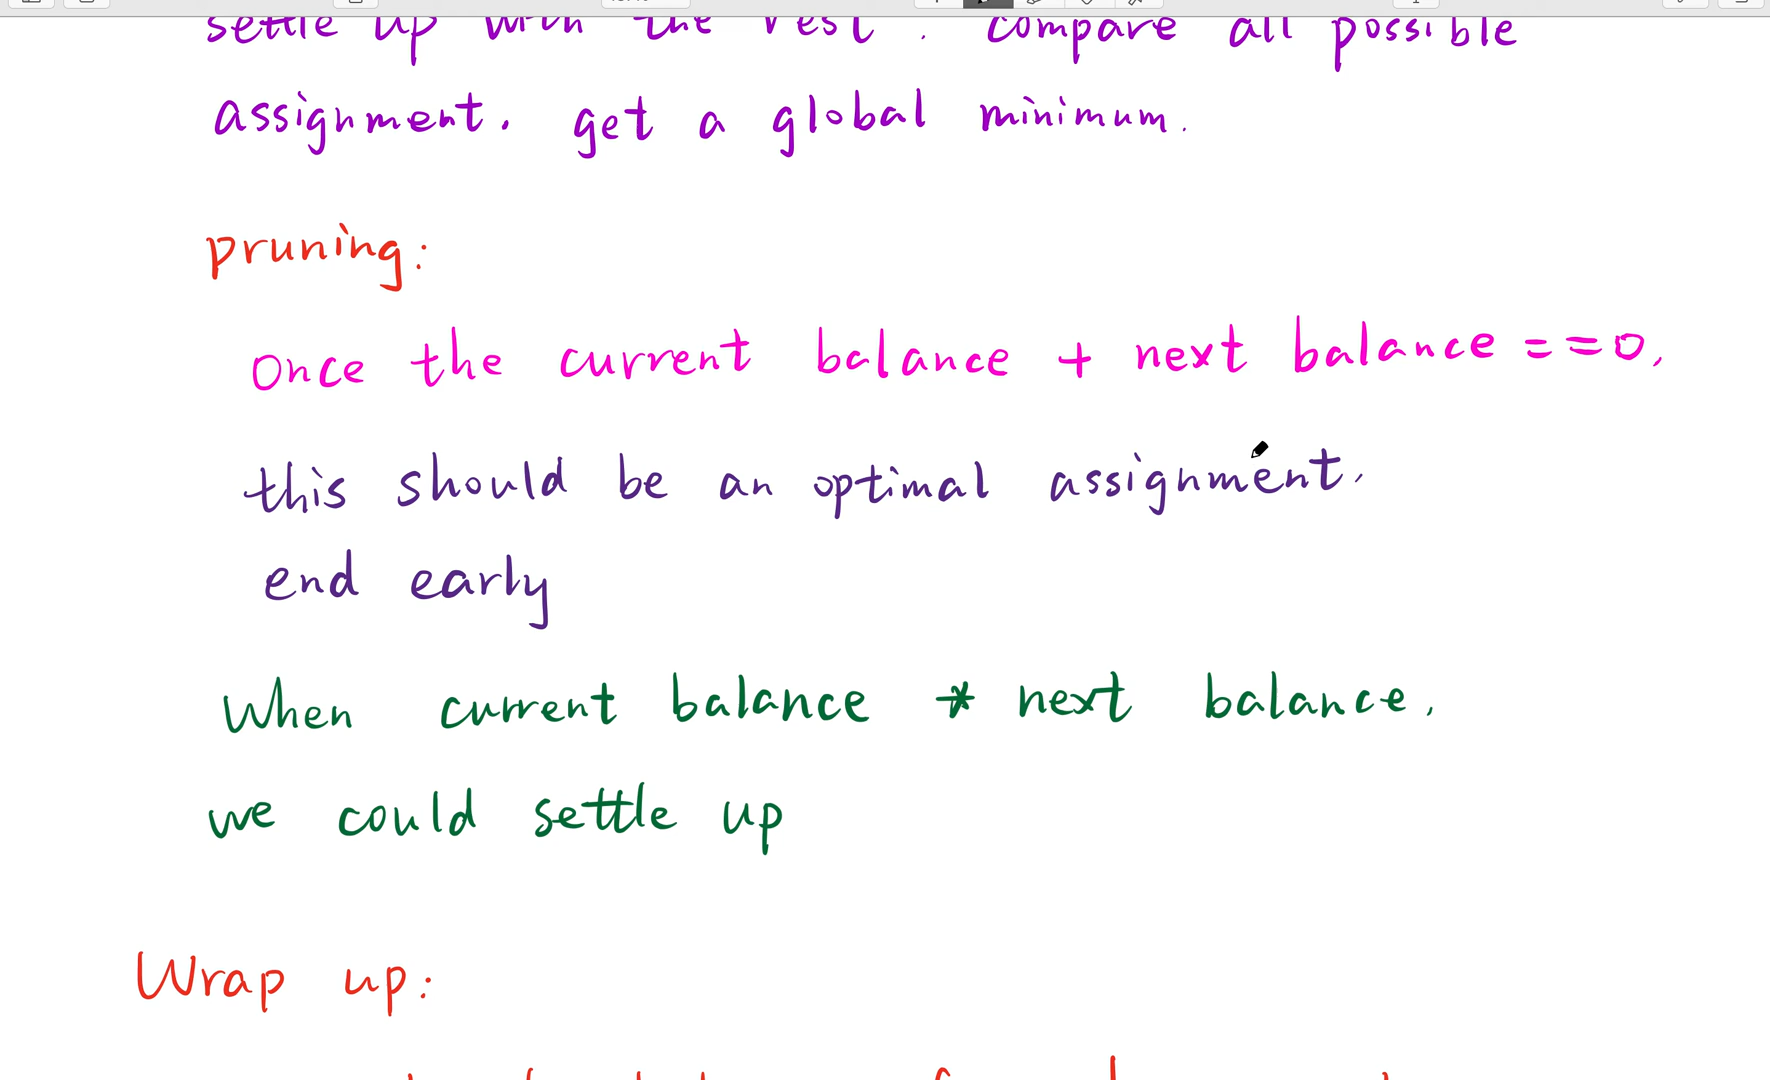 settle up with the rest. compare all possible
assignment. get a global minimum.
pruning:
Once the current balance + next balance ==0,
this should be an optimal assignment.
end early
When current balance * next balance,
we could settle up
Wrap up: